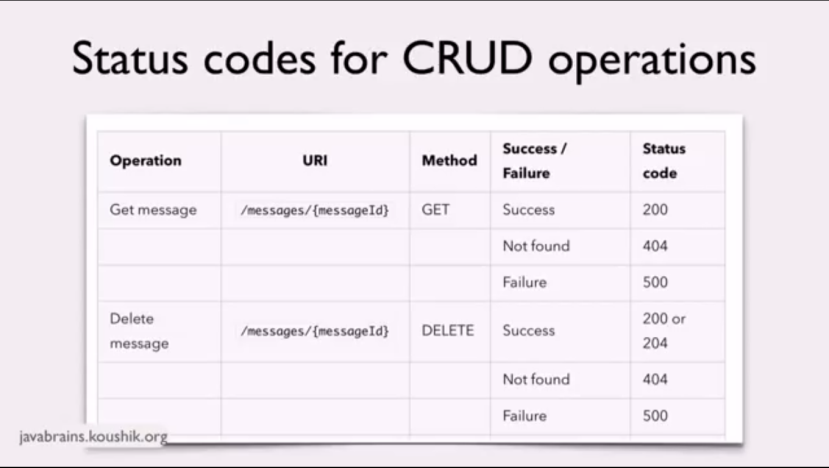 Status codes for CRUD operations
Operation URI Method Success / Failure Status code
Get message /messages/{messageId} GET Success 200
Not found 404
Failure 500
Delete message /messages/{messageId} DELETE Success 200 or 204
Not found 404
Failure 500
javabrains.koushik.org